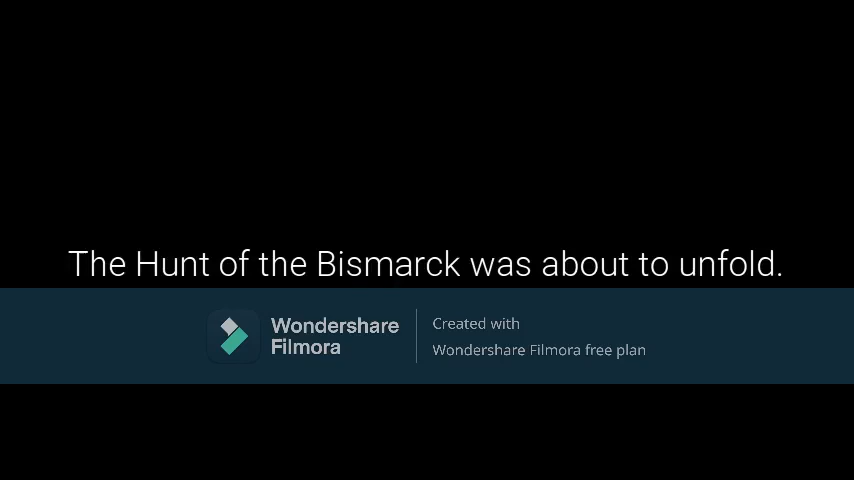 The Hunt of the Bismarck was about to unfold.
Wondershare
Filmora
Created with
Wondershare Filmora free plan